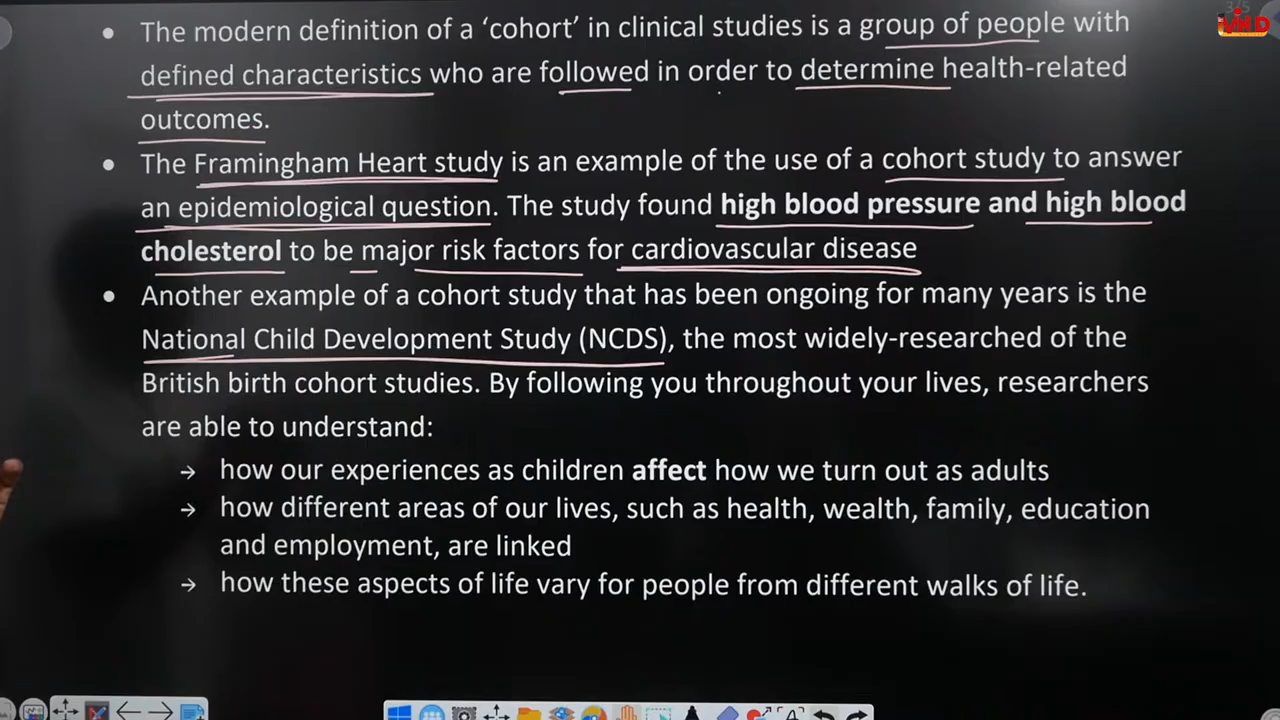 3/5
• The modern definition of a ‘cohort’ in clinical studies is a group of people with
defined characteristics who are followed in order to determine health-related
outcomes.
• The Framingham Heart study is an example of the use of a cohort study to answer
an epidemiological question. The study found high blood pressure and high blood
cholesterol to be major risk factors for cardiovascular disease
• Another example of a cohort study that has been ongoing for many years is the
National Child Development Study (NCDS), the most widely-researched of the
British birth cohort studies. By following you throughout your lives, researchers
are able to understand:
→ how our experiences as children affect how we turn out as adults
→ how different areas of our lives, such as health, wealth, family, education
and employment, are linked
→ how these aspects of life vary for people from different walks of life.